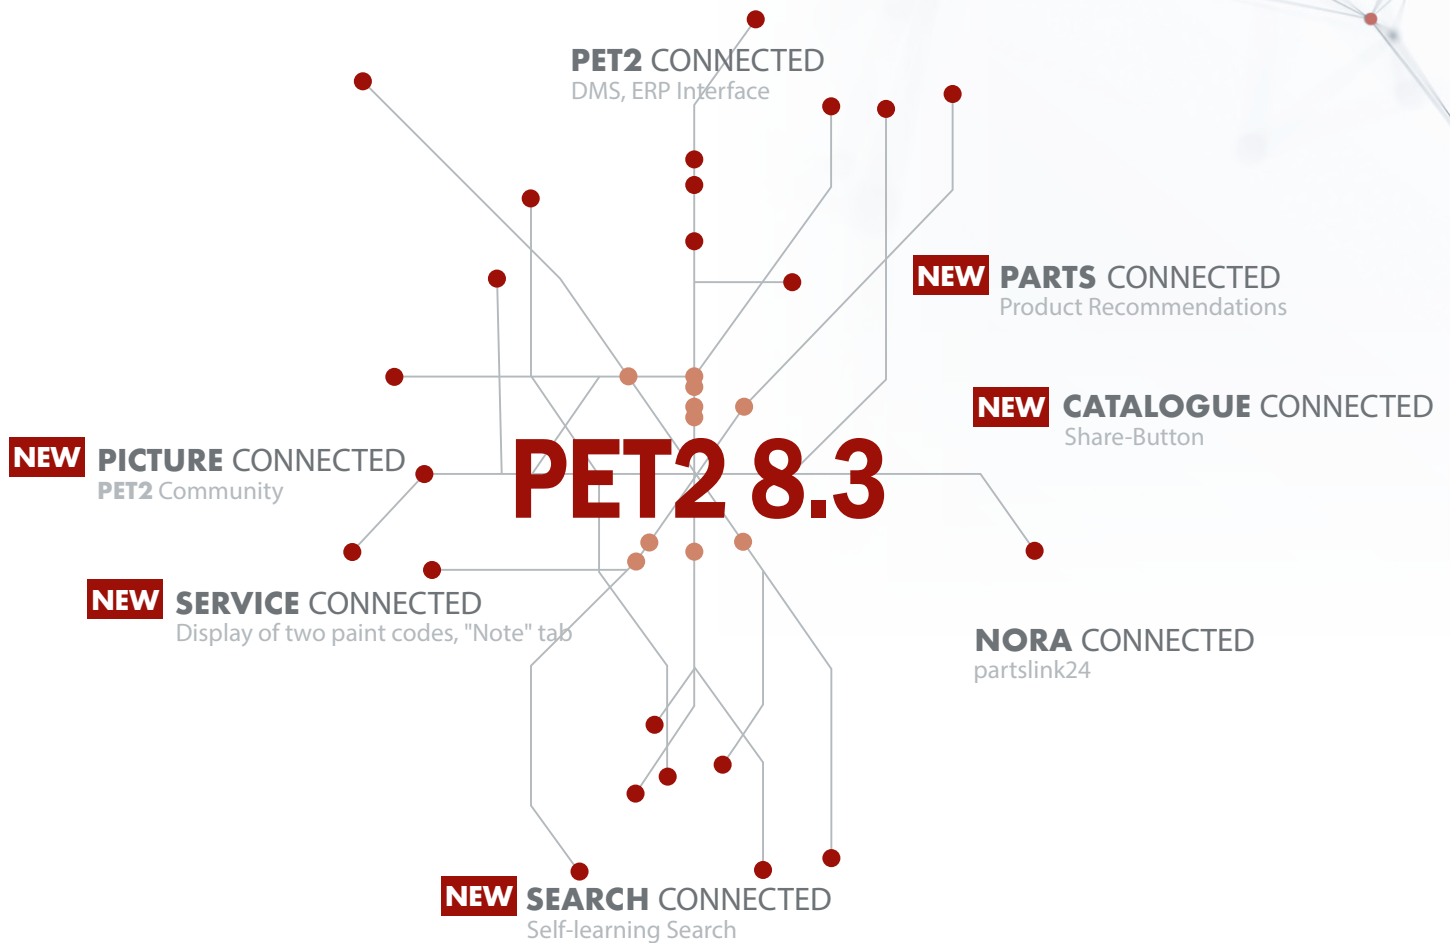 PET2 CONNECTED
DMS, ERP Interface
NEW PARTS CONNECTED
Product Recommendations
NEW CATALOGUE CONNECTED
Share-Button
NEW PICTURE CONNECTED
PET2 Community
PET2 8.3
NEW SERVICE CONNECTED
Display of two paint codes, "Note" tab
NORA CONNECTED
partslink24
NEW SEARCH CONNECTED
Self-learning Search